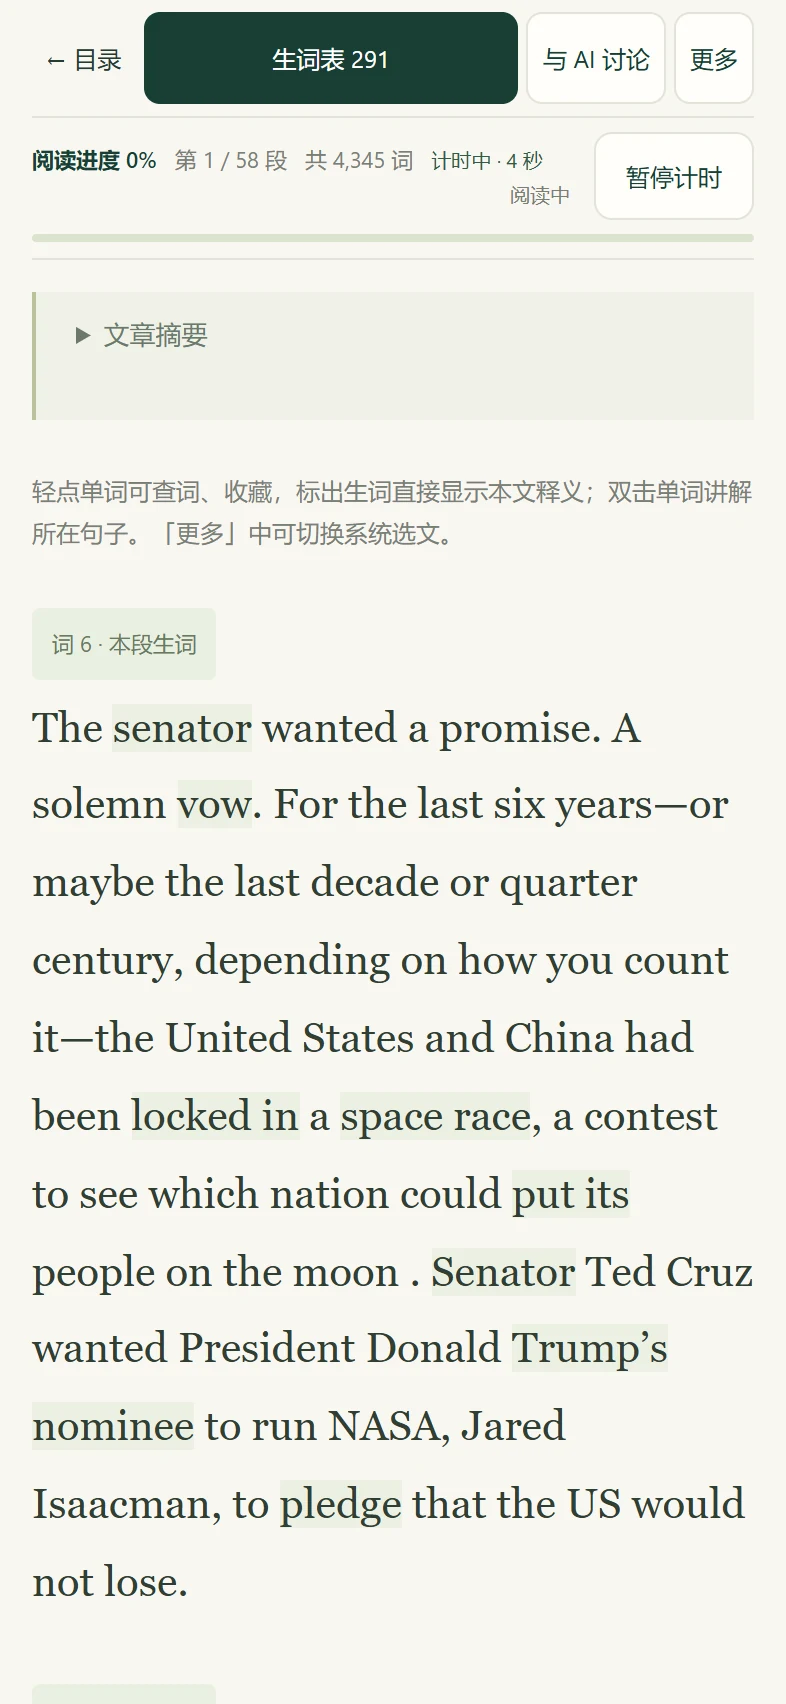 ← 目录
生词表 291
与 AI 讨论
更多
阅读进度 0% 第 1 / 58 段 共 4,345 词 计时中 · 4 秒
阅读中
暂停计时
▶ 文章摘要
轻点单词可查词、收藏，标出生词直接显示本文释义；双击单词讲解
所在句子。「更多」中可切换系统选文。
词 6 · 本段生词
The senator wanted a promise. A
solemn vow. For the last six years—or
maybe the last decade or quarter
century, depending on how you count
it—the United States and China had
been locked in a space race, a contest
to see which nation could put its
people on the moon . Senator Ted Cruz
wanted President Donald Trump’s
nominee to run NASA, Jared
Isaacman, to pledge that the US would
not lose.